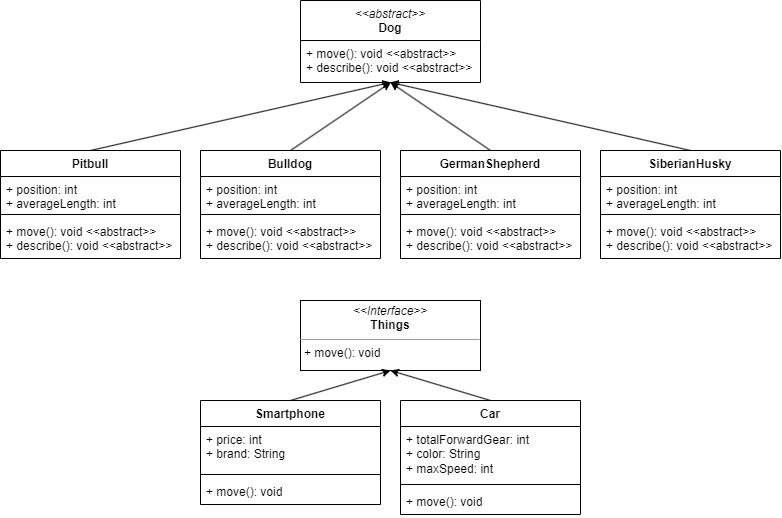 <<abstract>>
Dog
+ move(): void <<abstract>>
+ describe(): void <<abstract>>
Pitbull
+ position: int
+ averageLength: int
+ move(): void <<abstract>>
+ describe(): void <<abstract>>
Bulldog
+ position: int
+ averageLength: int
+ move(): void <<abstract>>
+ describe(): void <<abstract>>
GermanShepherd
+ position: int
+ averageLength: int
+ move(): void <<abstract>>
+ describe(): void <<abstract>>
SiberianHusky
+ position: int
+ averageLength: int
+ move(): void <<abstract>>
+ describe(): void <<abstract>>
<<Interface>>
Things
+ move(): void
Smartphone
+ price: int
+ brand: String
+ move(): void
Car
+ totalForwardGear: int
+ color: String
+ maxSpeed: int
+ move(): void